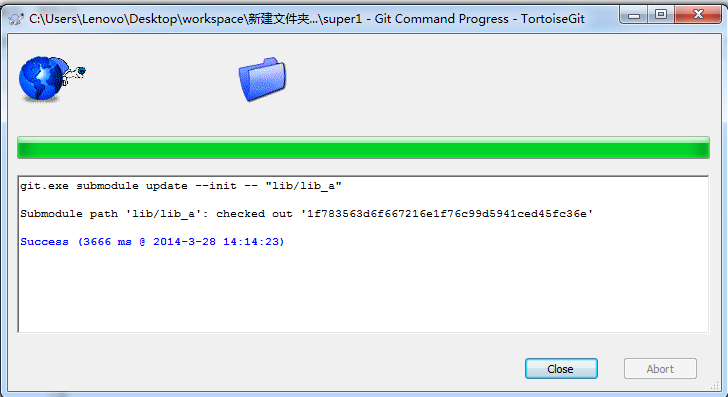 C:\Users\Lenovo\Desktop\workspace\新建文件夹...\super1 - Git Command Progress - TortoiseGit
git.exe submodule update --init -- "lib/lib_a"
Submodule path 'lib/lib_a': checked out '1f783563d6f667216e1f76c99d5941ced45fc36e'
Success (3666 ms @ 2014-3-28 14:14:23)
Close
Abort